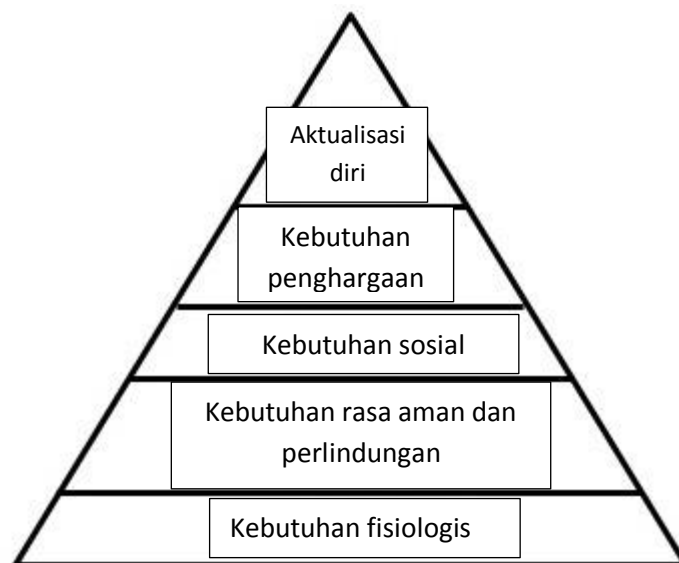 Aktualisasi
diri
Kebutuhan
penghargaan
Kebutuhan sosial
Kebutuhan rasa aman dan
perlindungan
Kebutuhan fisiologis